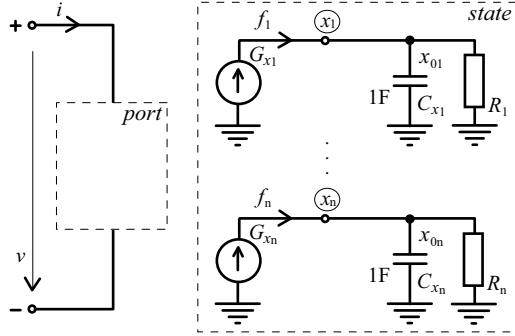 state
+
i
f1
x1
Gx1
x01
1F
Cx1
R1
port
v
−
fn
xn
Gxn
x0n
1F
Cxn
Rn